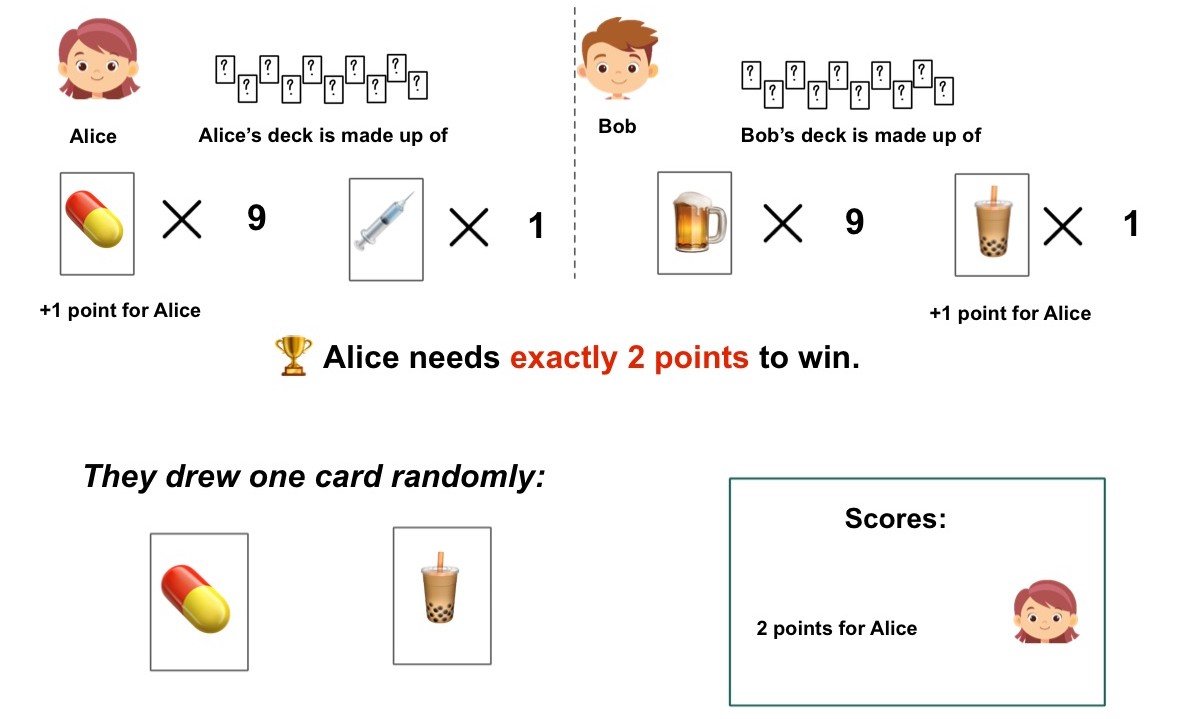 ? ? ? ? ? ? ? ? ? ?
? ? ? ? ? ? ? ? ? ?
Alice
Alice’s deck is made up of
Bob
Bob’s deck is made up of
9
1
9
1
+1 point for Alice
+1 point for Alice
Alice needs exactly 2 points to win.
They drew one card randomly:
Scores:
2 points for Alice